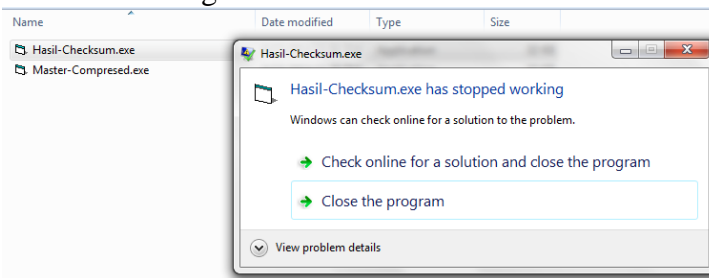 Name Date modified Type Size
Hasil-Checksum.exe
Master-Compresed.exe
Hasil-Checksum.exe
Hasil-Checksum.exe has stopped working
Windows can check online for a solution to the problem.
Check online for a solution and close the program
Close the program
View problem details